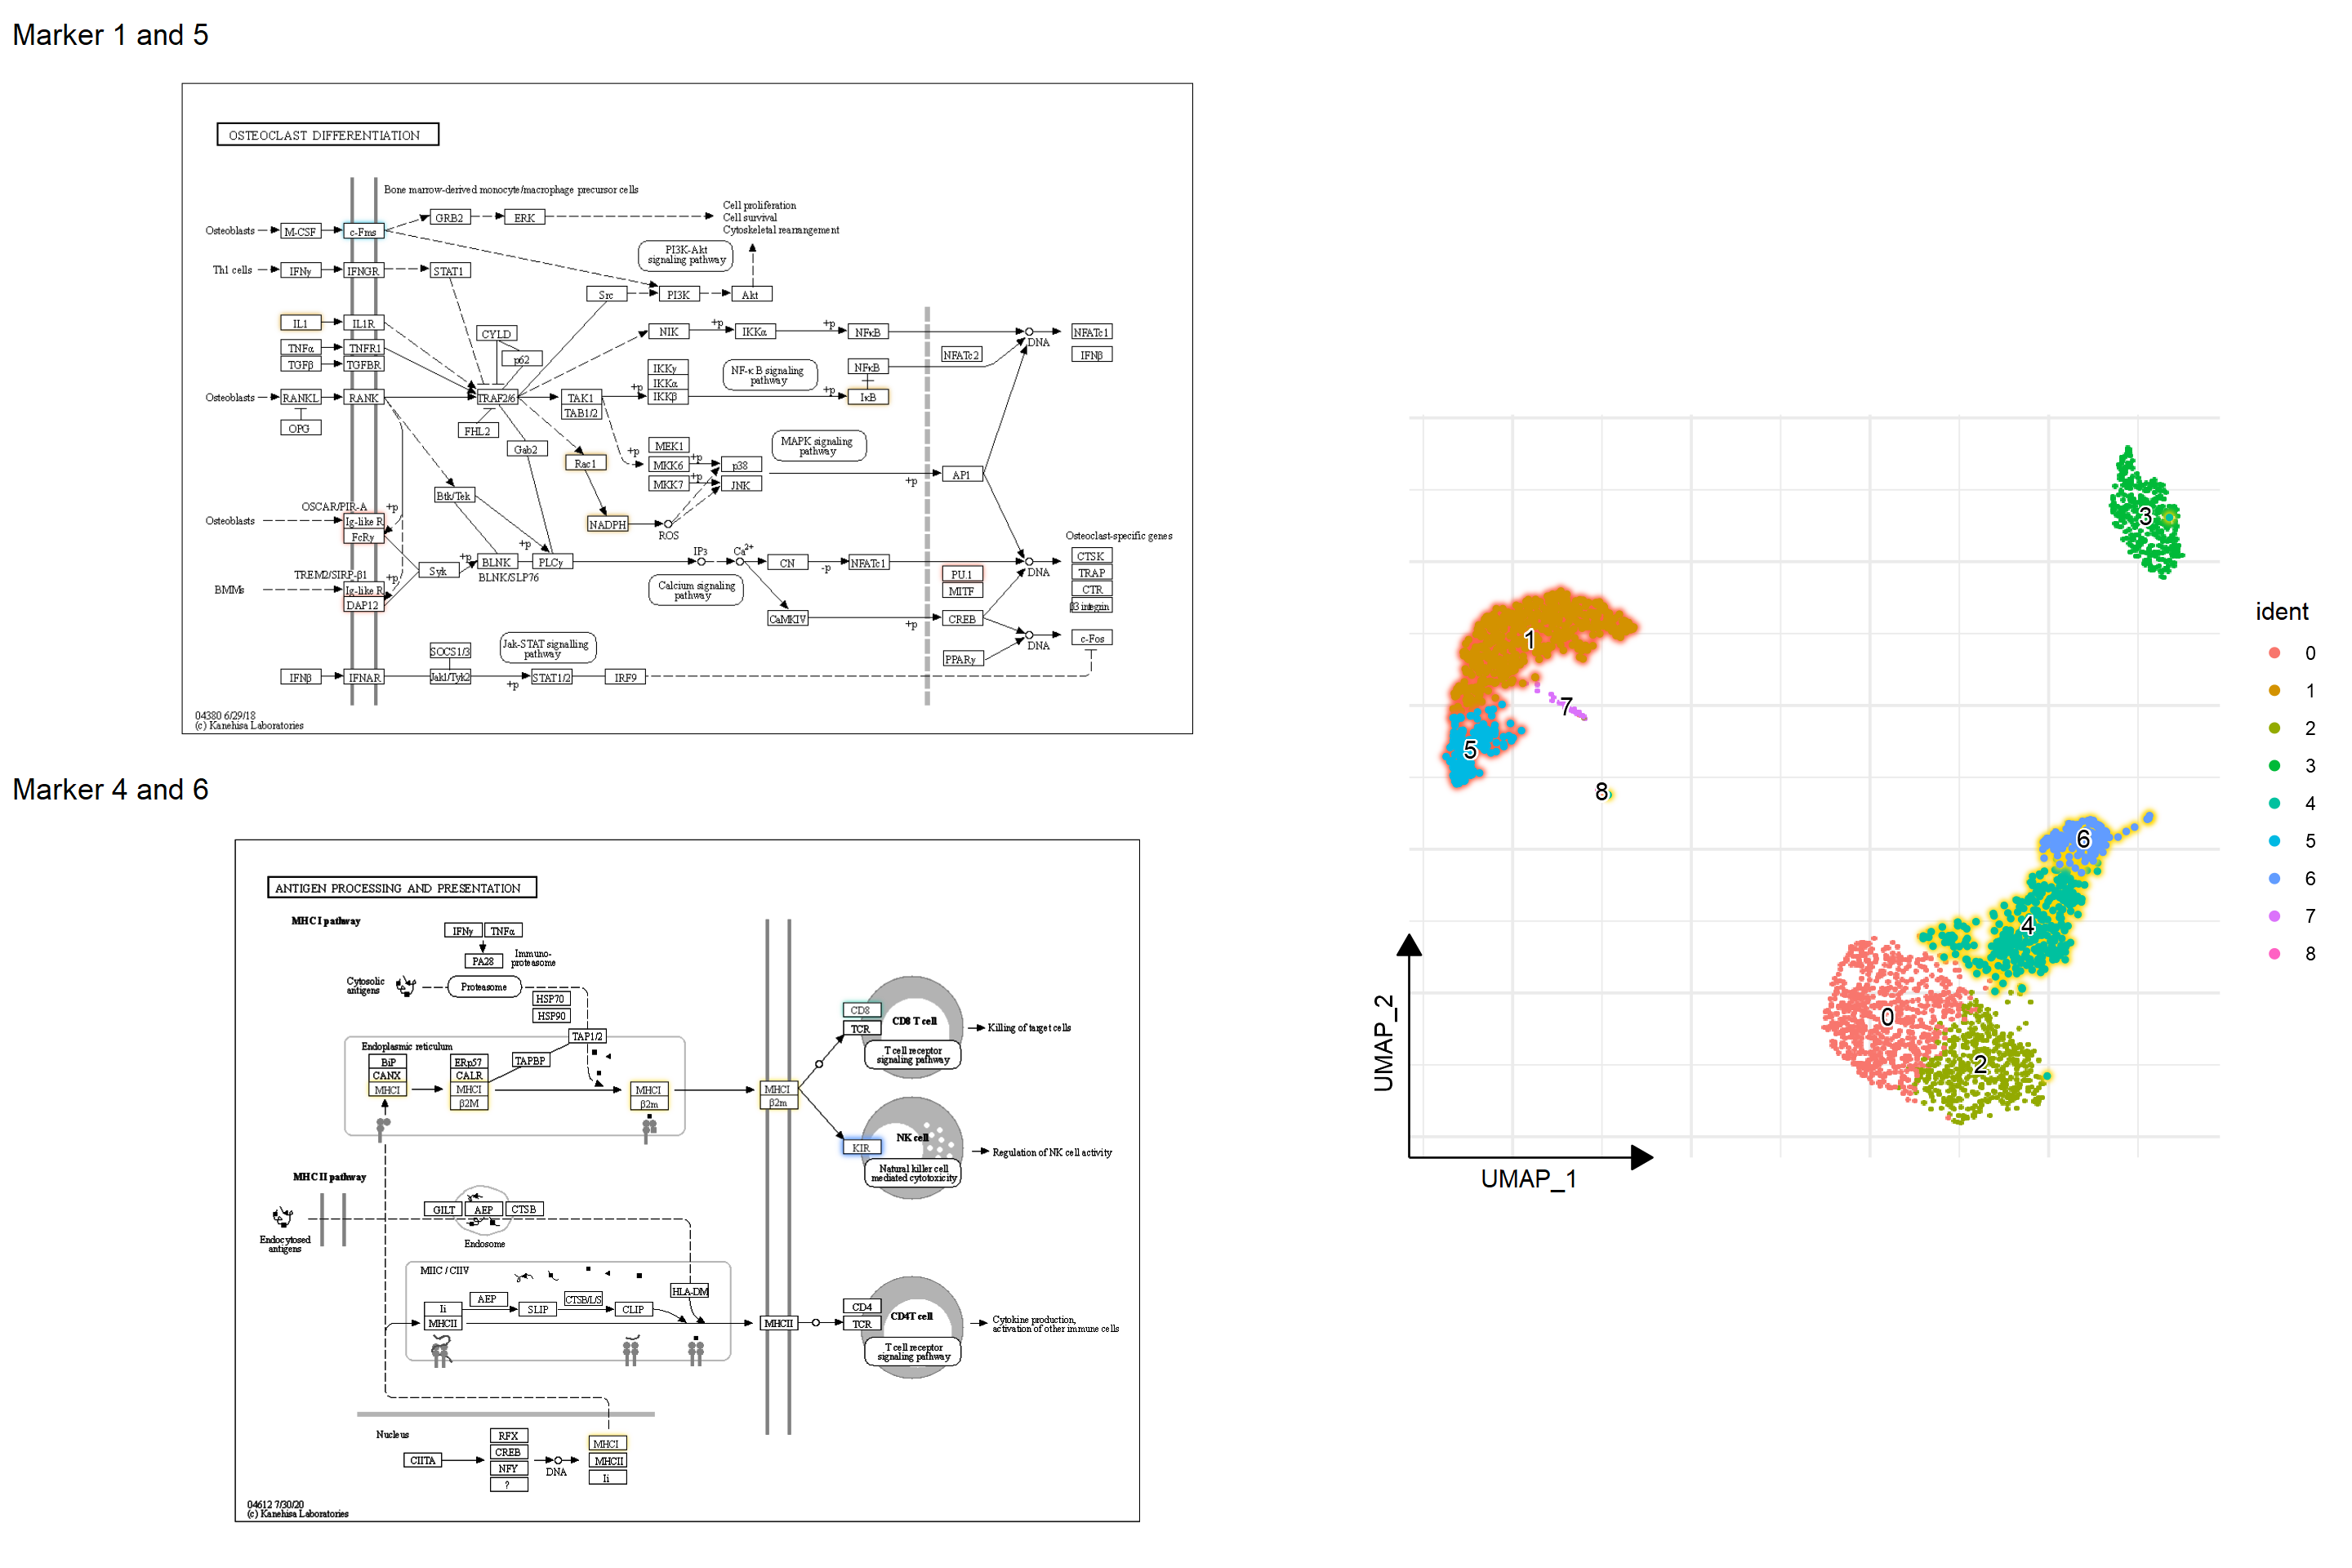 Marker 1 and 5
OSTEOCLAST DIFFERENTIATION
Bone marrow-derived monocyte/macrophage precursor cells
Osteoblasts
M-CSF
c-Fms
GRB2
ERK
Cell proliferation
Cell survival
Cytoskeletal rearrangement
PI3K-Akt
signaling pathway
Th1 cells
IFNγ
IFNGR
STAT1
Src
PI3K
Akt
IL1
IL1R
CYLD
NIK
+p
IKKα
+p
NFκB
DNA
NFATc1
IFNβ
TNFα
TNFR1
p62
NFATc2
TGFβ
TGFBR
IKKγ
IKKα
IKKβ
NF-κ B signaling
pathway
NFκB
Osteoblasts
RANKL
RANK
TRAF2/6
TAK1
TAB1/2
+p
+p
IκB
OPG
FHL2
Gab2
Rac1
+p
MEK1
MKK6
MKK7
+p
+p
p38
JNK
MAPK signaling
pathway
+p
AP1
Btk/Tek
OSCAR/PIR-A
+p
Osteoblasts
Ig-like R
FcRγ
NADPH
ROS
Osteoclast-specific genes
+p
Syk
+p
BLNK
PLCγ
BLNK/SLP76
IP3
Ca2+
CN
-p
NFATc1
DNA
CTSK
TRAP
CTR
β3 integrin
TREM2/SIRP-β1
+p
BMMs
Ig-like R
DAP12
Calcium signaling
pathway
PU.1
MITF
CaMKIV
+p
CREB
DNA
c-Fos
PPARγ
SOCS1/3
Jak-STAT signalling
pathway
IFNβ
IFNAR
Jak1/Tyk2
+p
STAT1/2
IRF9
04380 6/29/18
(c) Kanehisa Laboratories
Marker 4 and 6
ANTIGEN PROCESSING AND PRESENTATION
MHC I pathway
IFNγ
TNFα
PA28
Immuno-
proteasome
Cytosolic
antigens
Proteasome
HSP70
HSP90
TAP1/2
TAPBP
Endoplasmic reticulum
BiP
CANX
MHCI
ERp57
CALR
MHCI
β2M
MHCI
β2m
MHCI
β2m
CD8
TCR
CD8 T cell
T cell receptor
signaling pathway
Killing of target cells
KIR
NK cell
Natural killer cell
mediated cytotoxicity
Regulation of NK cell activity
MHC II pathway
Endocytosed
antigens
GILT
AEP
CTSB
Endosome
MIIC / CIIV
Ii
MHCII
AEP
SLIP
CTSB/L/S
CLIP
HLA-DM
MHCII
CD4
TCR
CD4T cell
T cell receptor
signaling pathway
Cytokine production,
activation of other immune cells
Nucleus
CIITA
RFX
CREB
NFY
?
DNA
MHCI
MHCII
Ii
04612 7/30/20
(c) Kanehisa Laboratories
3
1
7
5
8
6
4
0
2
UMAP_2
UMAP_1
ident
0
1
2
3
4
5
6
7
8